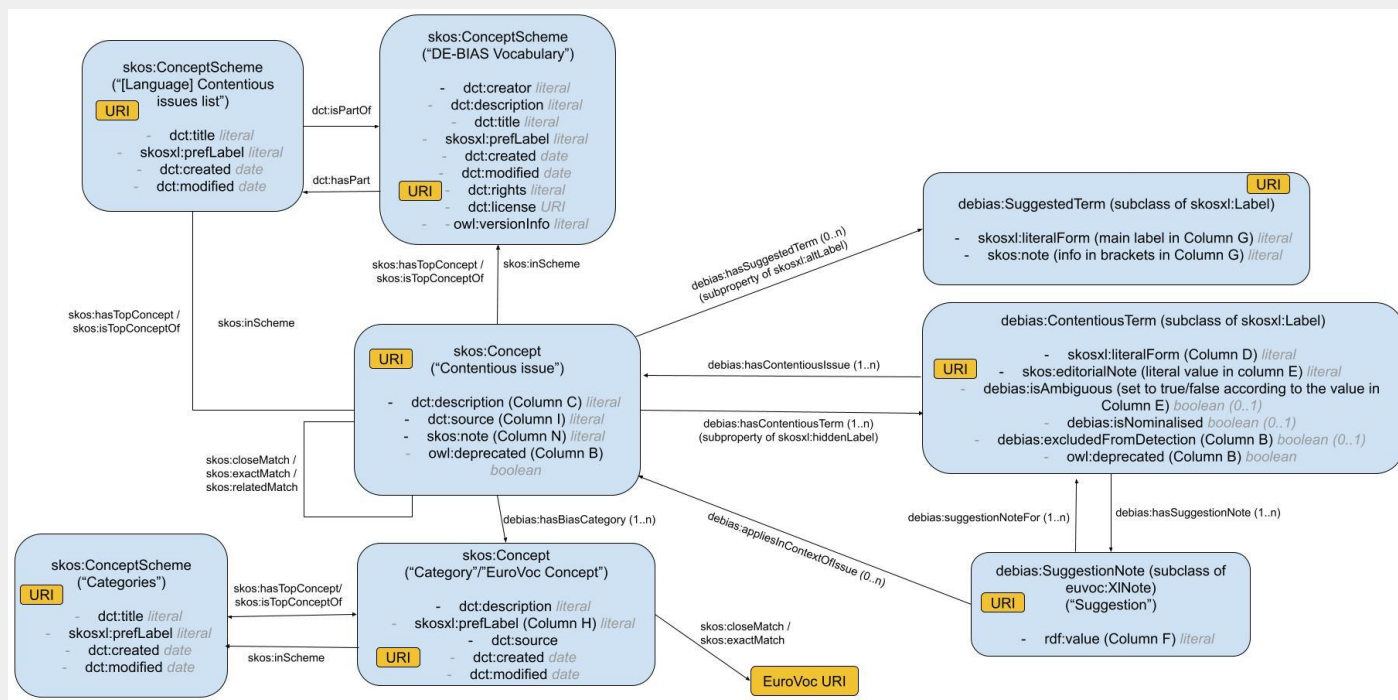 skos:ConceptScheme
(“[Language] Contentious
issues list”)
URI
- dct:title literal
- skosxl:prefLabel literal
- dct:created date
- dct:modified date
dct:isPartOf
dct:hasPart
skos:ConceptScheme
(“DE-BIAS Vocabulary”)
- dct:creator literal
- dct:description literal
- dct:title literal
- skosxl:prefLabel literal
- dct:created date
- dct:modified date
URI
- dct:rights literal
- dct:license URI
- - owl:versionInfo literal
skos:hasTopConcept /
skos:isTopConceptOf
skos:inScheme
skos:hasTopConcept /
skos:isTopConceptOf
skos:inScheme
debias:hasSuggestedTerm (0..n)
(subproperty of skosxl:altLabel)
URI
debias:SuggestedTerm (subclass of skosxl:Label)
- skosxl:literalForm (main label in Column G) literal
- skos:note (info in brackets in Column G) literal
URI
skos:Concept
(“Contentious issue”)
- dct:description (Column C) literal
- dct:source (Column I) literal
- skos:note (Column N) literal
- owl:deprecated (Column B)
boolean
debias:hasContentiousIssue (1..n)
debias:hasContentiousTerm (1..n)
(subproperty of skosxl:hiddenLabel)
debias:ContentiousTerm (subclass of skosxl:Label)
URI
- skosxl:literalForm (Column D) literal
- skos:editorialNote (literal value in column E) literal
- debias:isAmbiguous (set to true/false according to the value in
Column E) boolean (0..1)
- debias:isNominalised boolean (0..1)
- debias:excludedFromDetection (Column B) boolean (0..1)
- owl:deprecated (Column B) boolean
skos:closeMatch /
skos:exactMatch /
skos:relatedMatch
debias:hasBiasCategory (1..n)
debias:appliesInContextOfIssue (0..n)
debias:suggestionNoteFor (1..n)
debias:hasSuggestionNote (1..n)
skos:ConceptScheme
(“Categories”)
URI
- dct:title literal
- skosxl:prefLabel literal
- dct:created date
- dct:modified date
skos:hasTopConcept/
skos:isTopConceptOf
skos:inScheme
skos:Concept
(“Category”/”EuroVoc Concept”)
- dct:description literal
- skosxl:prefLabel (Column H) literal
- dct:source
URI
- dct:created date
- dct:modified date
skos:closeMatch /
skos:exactMatch
EuroVoc URI
debias:SuggestionNote (subclass of
euvoc:XlNote)
(“Suggestion”)
URI
- rdf:value (Column F) literal